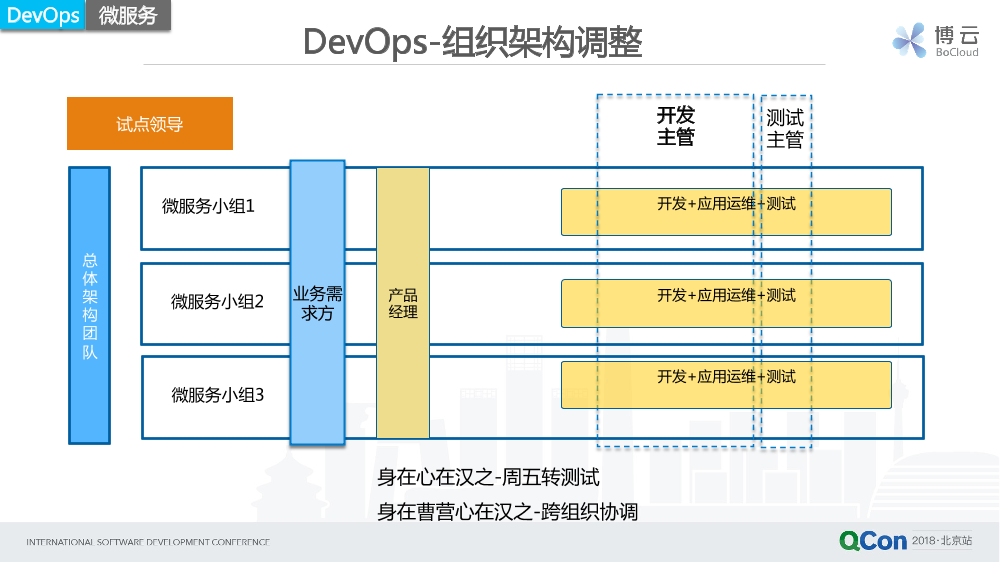 DevOps 微服务
DevOps-组织架构调整
博云
BoCloud
试点领导
开发
主管
测试
主管
总体架构团队
微服务小组1
开发+应用运维+测试
业务需
求方
产品
经理
微服务小组2
开发+应用运维+测试
微服务小组3
开发+应用运维+测试
身在心在汉之-周五转测试
身在曹营心在汉之-跨组织协调
INTERNATIONAL SOFTWARE DEVELOPMENT CONFERENCE
QCon 2018·北京站